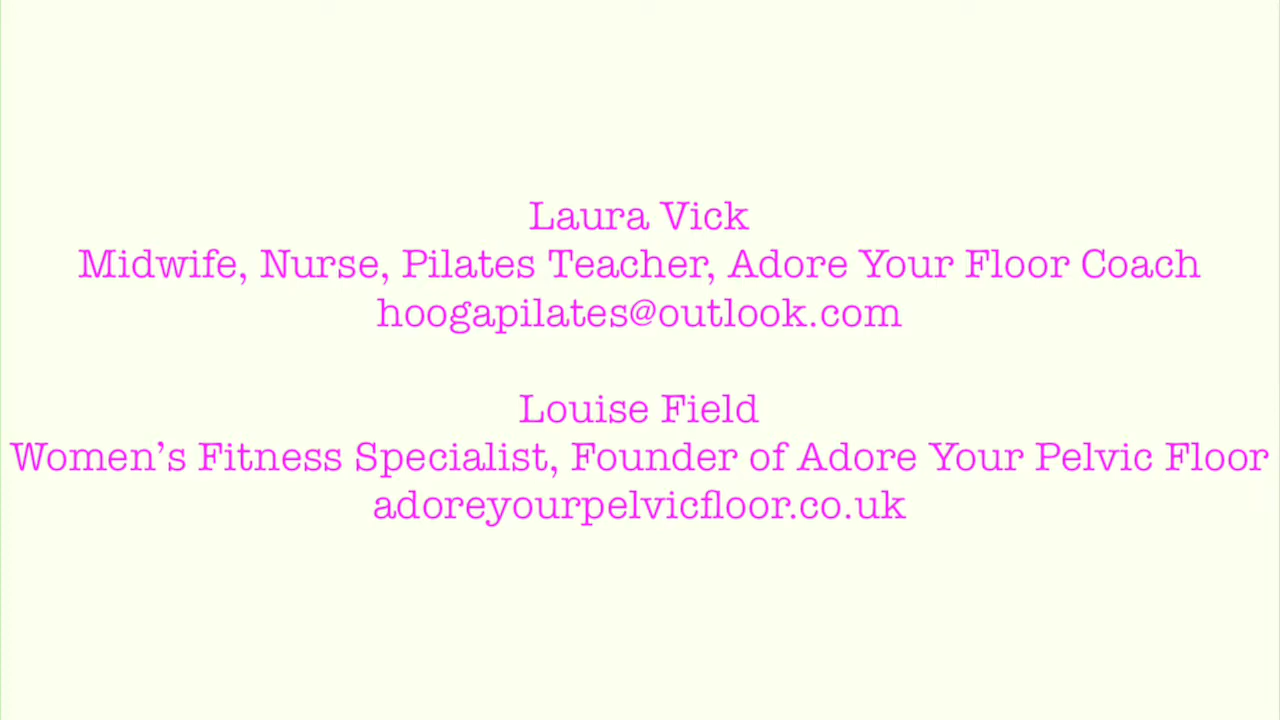 Laura Vick
Midwife, Nurse, Pilates Teacher, Adore Your Floor Coach
hoogapilates@outlook.com
Louise Field
Women’s Fitness Specialist, Founder of Adore Your Pelvic Floor
adoreyourpelvicfloor.co.uk